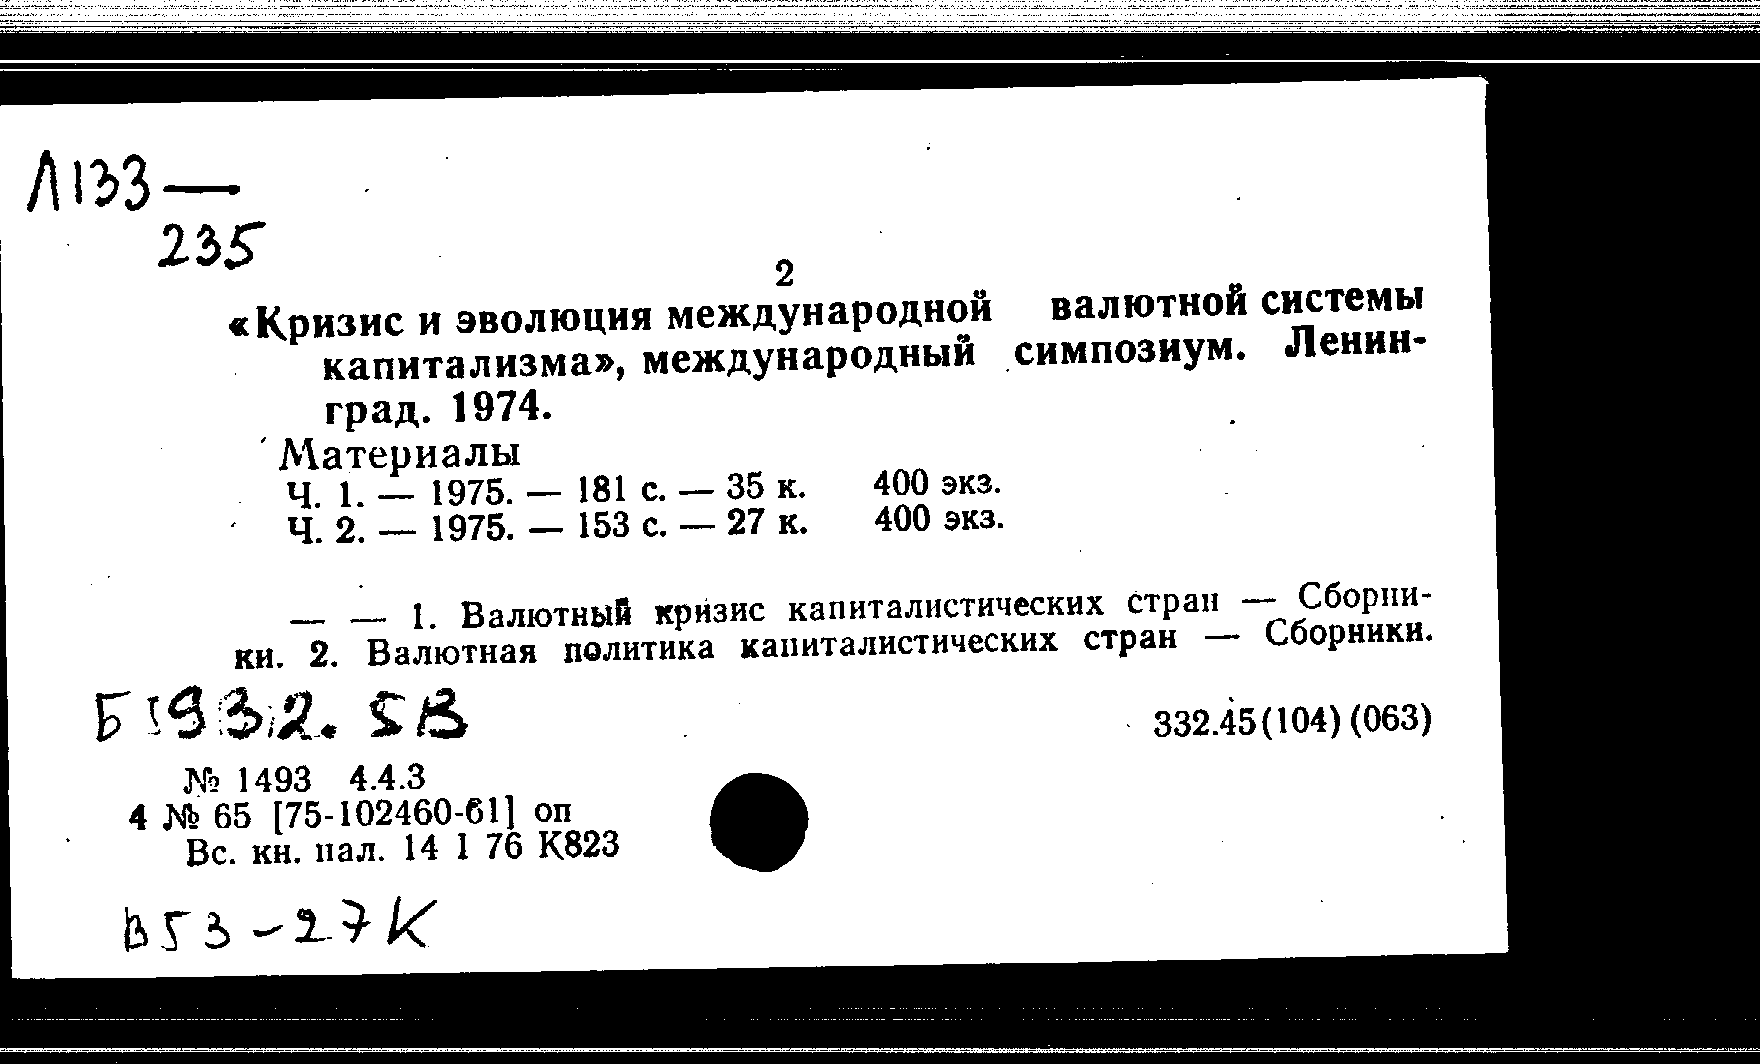 Л133—
235
2
«Кризис и эволюция международной валютной системы
капитализма», международный симпозиум. Ленин-
град. 1974.
Материалы
Ч. 1. — 1975. — 181 с. — 35 к. 400 экз.
Ч. 2. — 1975. — 153 с. — 27 к. 400 экз.
— — 1. Валютный кризис капиталистических стран — Сборни-
ки. 2. Валютная политика капиталистических стран — Сборники.
Б 1932. 5В
332.45(104) (063)
№ 1493 4.4.3
4 № 65 [75-102460-61] оп
Вс. кн. пал. 14 I 76 К823
В53-27К